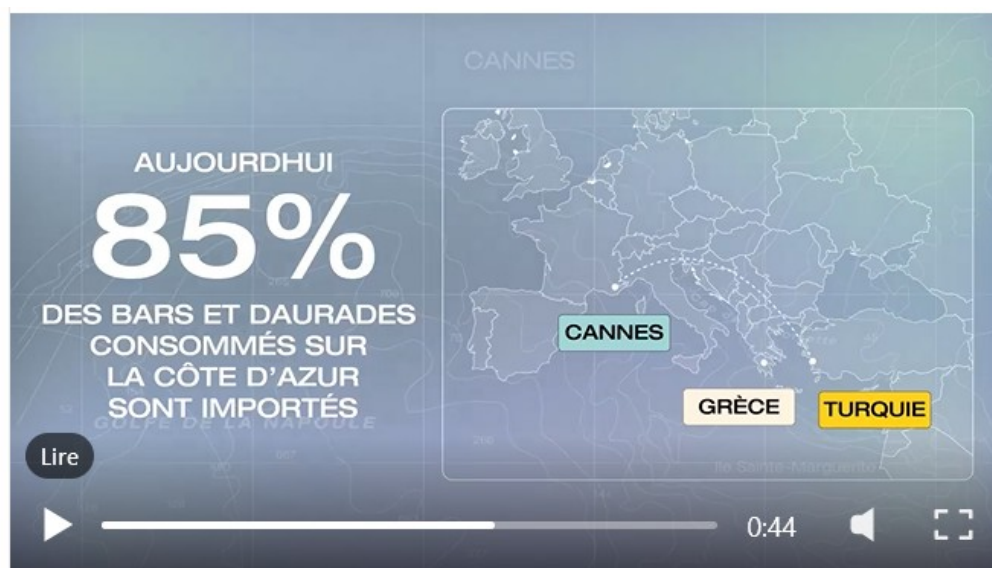 CANNES
AUJOURDHUI
85%
DES BARS ET DAURADES
CONSOMMÉS SUR
LA CÔTE D'AZUR
SONT IMPORTÉS
GOLFE DE LA NAPOULE
CANNES
GRÈCE
TURQUIE
Ile Sainte-Marguerite
Lire
0:44